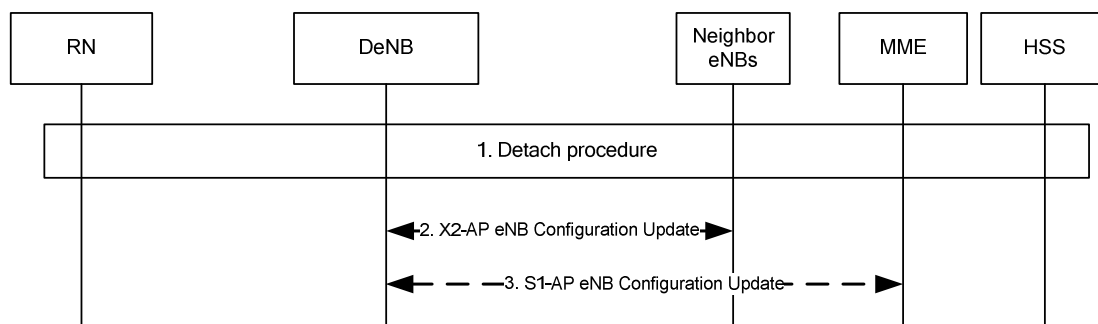 RN
DeNB
Neighbor
eNBs
MME
HSS
1. Detach procedure
2. X2-AP eNB Configuration Update
3. S1-AP eNB Configuration Update